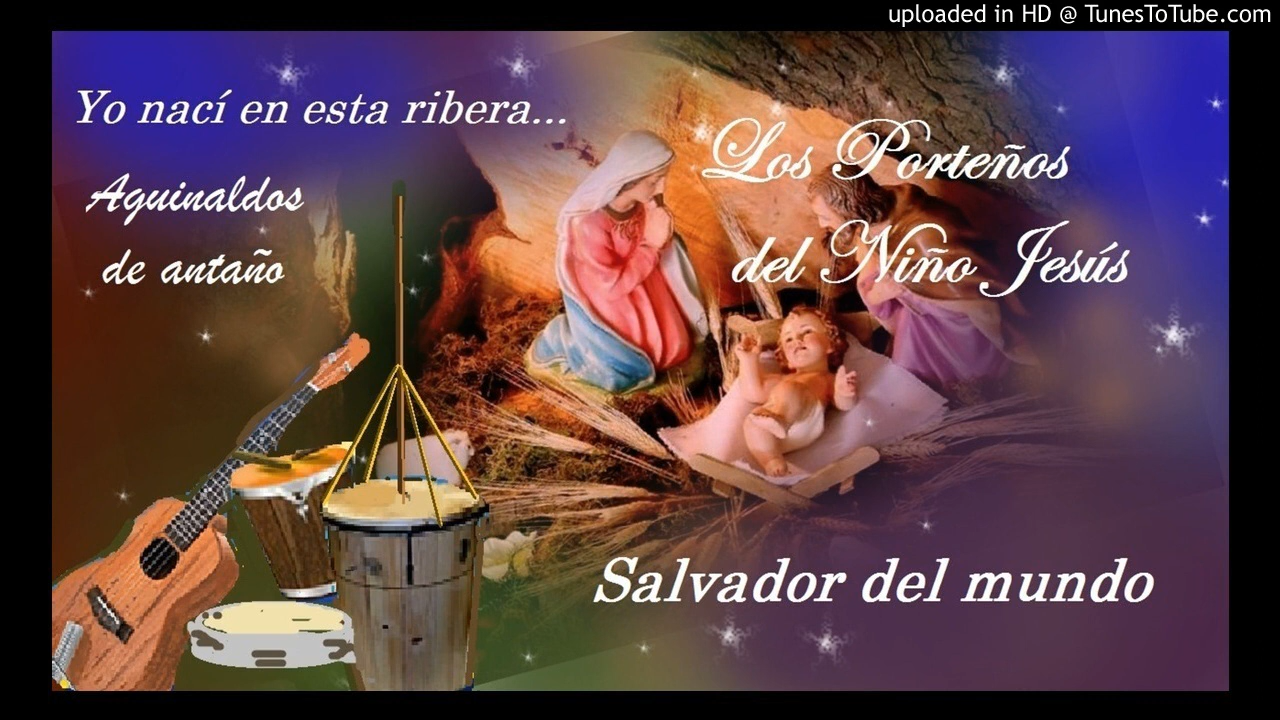 uploaded in HD @ TunesToTube.com
Yo nací en esta ribera...
Aguinaldos
de antaño
Los Porteños
del Niño Jesús
Salvador del mundo